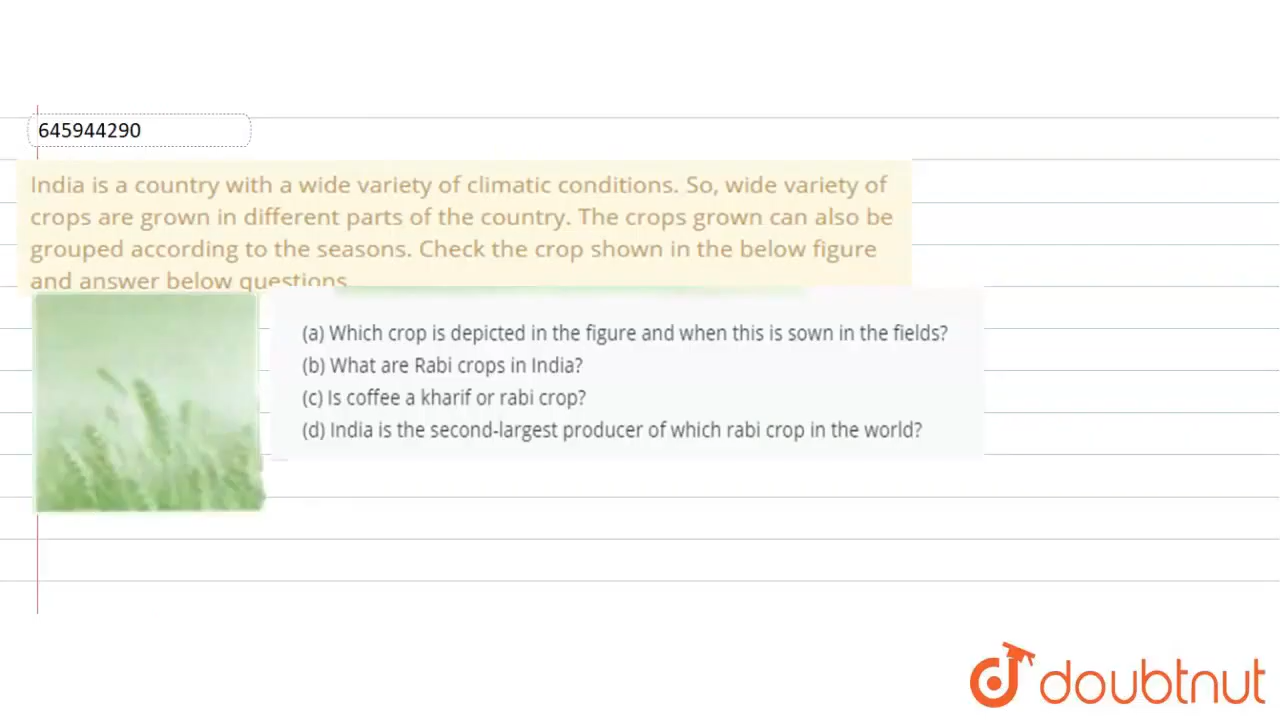 645944290
India is a country with a wide variety of climatic conditions. So, wide variety of
crops are grown in different parts of the country. The crops grown can also be
grouped according to the seasons. Check the crop shown in the below figure
and answer below questions.
(a) Which crop is depicted in the figure and when this is sown in the fields?
(b) What are Rabi crops in India?
(c) Is coffee a kharif or rabi crop?
(d) India is the second-largest producer of which rabi crop in the world?
doubtnut